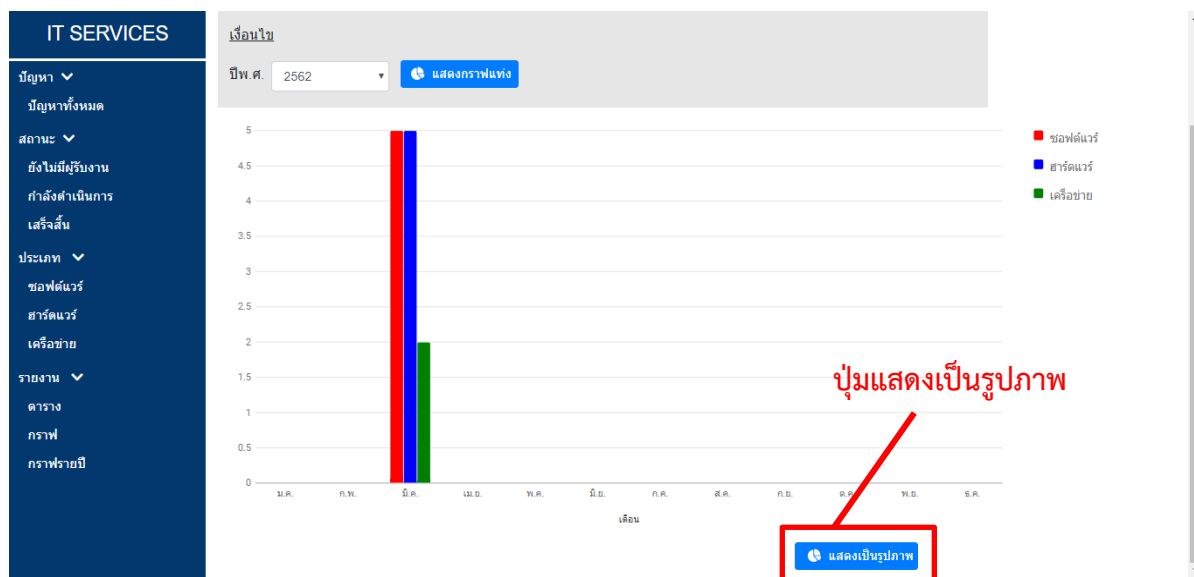 IT SERVICES
ปัญหา
ปัญหาทั้งหมด
สถานะ
ยังไม่มีผู้รับงาน
กำลังดำเนินการ
เสร็จสิ้น
ประเภท
ซอฟต์แวร์
ฮาร์ดแวร์
เครือข่าย
รายงาน
ตาราง
กราฟ
กราฟรายปี
เงื่อนไข
ปีพ.ศ. 2562 แสดงกราฟแท่ง
5
4.5
4
3.5
3
2.5
2
1.5
1
0.5
0
ม.ค. ก.พ. มี.ค. เม.ย. พ.ค. มิ.ย. ก.ค. ส.ค. ก.ย. ต.ค. พ.ย. ธ.ค.
เดือน
ซอฟต์แวร์
ฮาร์ดแวร์
เครือข่าย
ปุ่มแสดงเป็นรูปภาพ
แสดงเป็นรูปภาพ